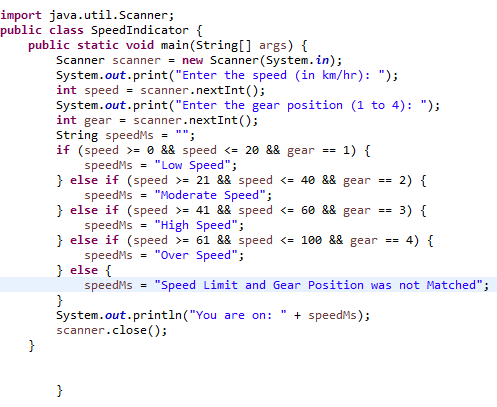 import java.util.Scanner;
public class SpeedIndicator {
    public static void main(String[] args) {
        Scanner scanner = new Scanner(System.in);
        System.out.print("Enter the speed (in km/hr): ");
        int speed = scanner.nextInt();
        System.out.print("Enter the gear position (1 to 4): ");
        int gear = scanner.nextInt();
        String speedMs = "";
        if (speed >= 0 && speed <= 20 && gear == 1) {
            speedMs = "Low Speed";
        } else if (speed >= 21 && speed <= 40 && gear == 2) {
            speedMs = "Moderate Speed";
        } else if (speed >= 41 && speed <= 60 && gear == 3) {
            speedMs = "High Speed";
        } else if (speed >= 61 && speed <= 100 && gear == 4) {
            speedMs = "Over Speed";
        } else {
            speedMs = "Speed Limit and Gear Position was not Matched";
        }
        System.out.println("You are on: " + speedMs);
        scanner.close();
    }
        }